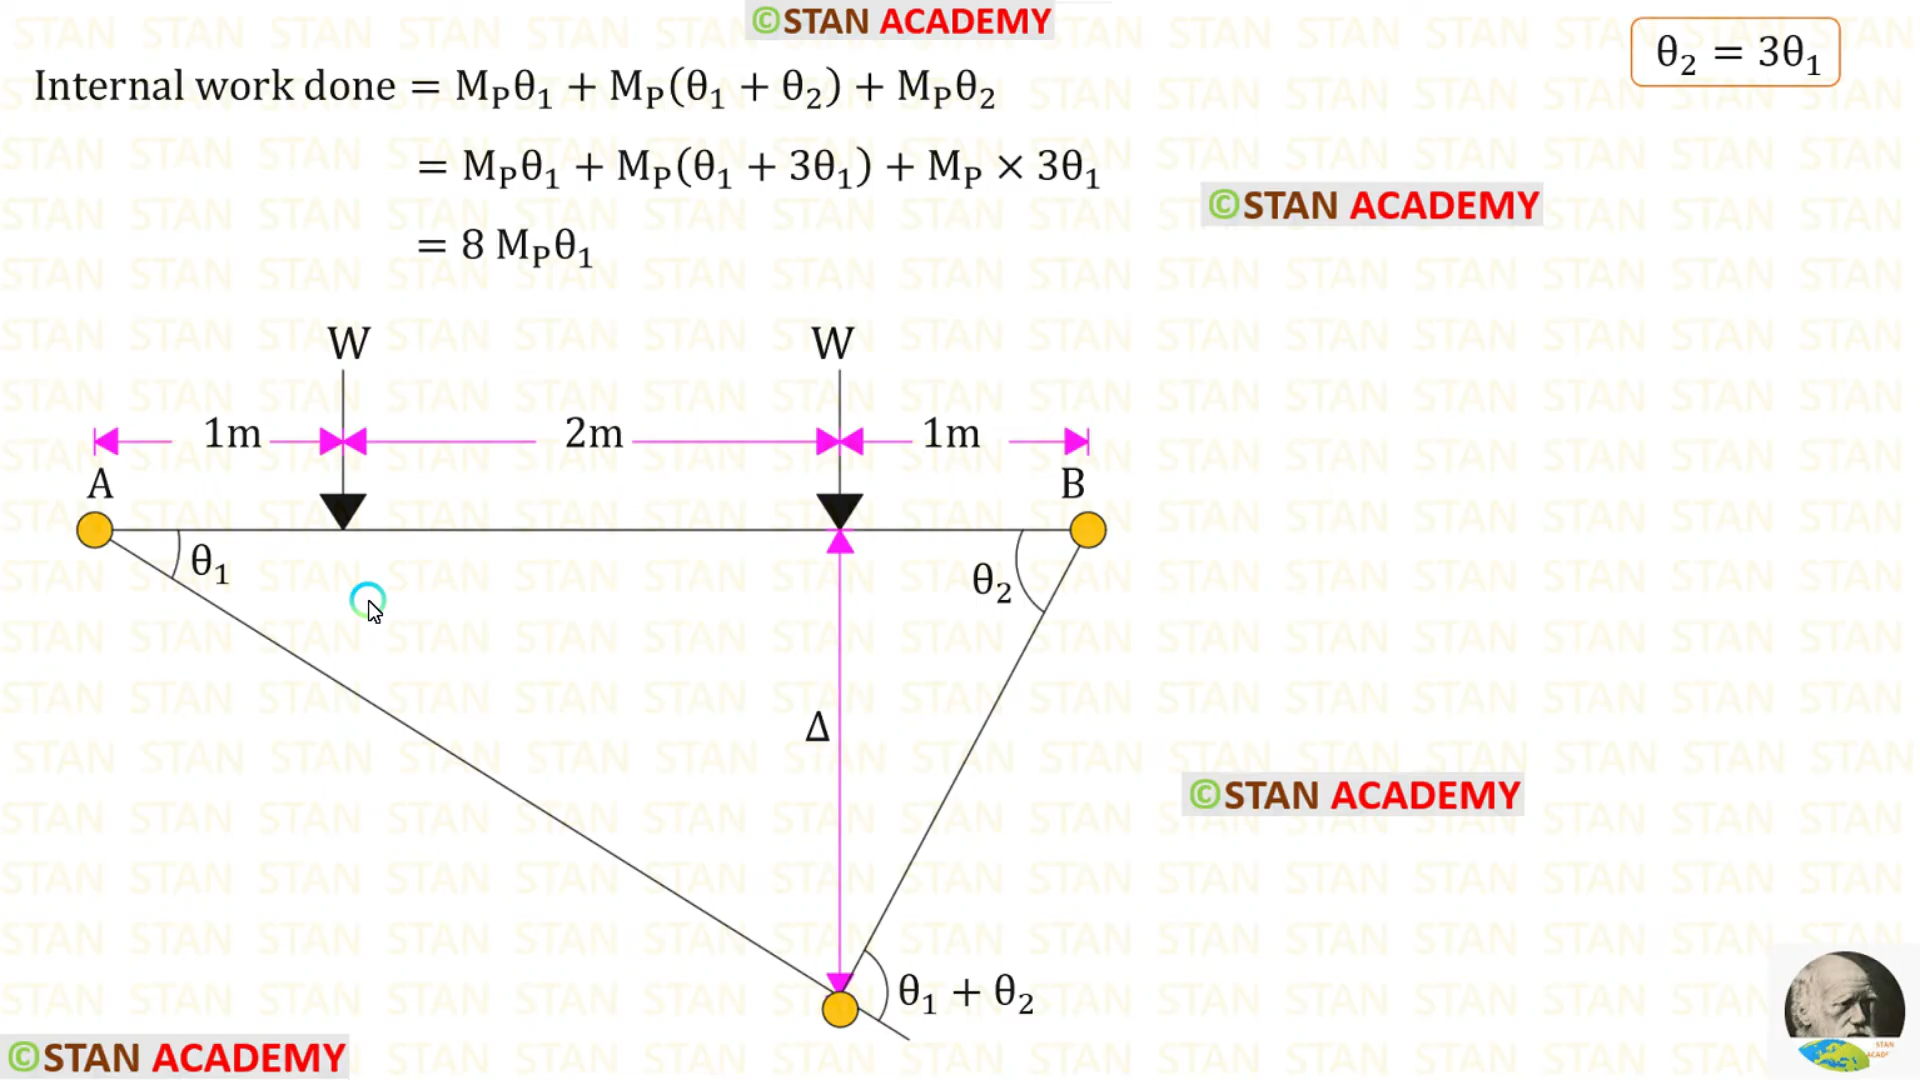 ©STAN ACADEMY
θ₂ = 3θ₁
Internal work done = M_Pθ₁ + M_P(θ₁ + θ₂) + M_Pθ₂
= M_Pθ₁ + M_P(θ₁ + 3θ₁) + M_P × 3θ₁
©STAN ACADEMY
= 8 M_Pθ₁
W W
1m 2m 1m
A B
θ₁ θ₂
Δ
©STAN ACADEMY
θ₁ + θ₂
©STAN ACADEMY
STAN